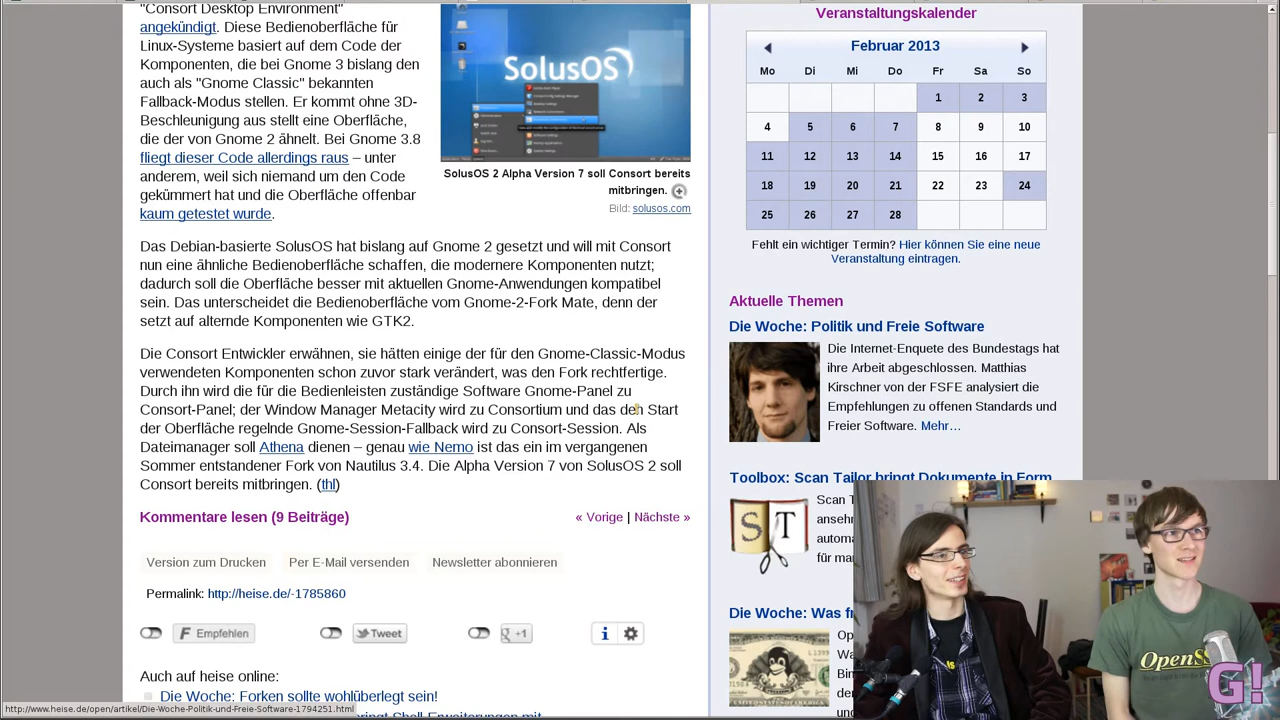 "Consort Desktop Environment"
angekündigt. Diese Bedienoberfläche für
Linux-Systeme basiert auf dem Code der
Komponenten, die bei Gnome 3 bislang den
auch als "Gnome Classic" bekannten
Fallback-Modus stellen. Er kommt ohne 3D-
Beschleunigung aus und stellt eine Oberfläche,
die der von Gnome 2 ähnelt. Bei Gnome 3.8
fliegt dieser Code allerdings raus – unter
anderem, weil sich niemand um den Code
gekümmert hat und die Oberfläche offenbar
kaum getestet wurde.
SolusOS
SolusOS 2 Alpha Version 7 soll Consort bereits
mitbringen.
Bild: solusos.com
Das Debian-basierte SolusOS hat bislang auf Gnome 2 gesetzt und will mit Consort
nun eine ähnliche Bedienoberfläche schaffen, die modernere Komponenten nutzt;
dadurch soll die Oberfläche besser mit aktuellen Gnome-Anwendungen kompatibel
sein. Das unterscheidet die Bedienoberfläche vom Gnome-2-Fork Mate, denn der
setzt auf alternde Komponenten wie GTK2.
Die Consort Entwickler erwähnen, sie hätten einige der für den Gnome-Classic-Modus
verwendeten Komponenten schon zuvor stark verändert, was den Fork rechtfertige.
Durch ihn wird die für die Bedienleisten zuständige Software Gnome-Panel zu
Consort-Panel; der Window Manager Metacity wird zu Consortium und das den Start
der Oberfläche regelnde Gnome-Session-Fallback wird zu Consort-Session. Als
Dateimanager soll Athena dienen – genau wie Nemo ist das ein im vergangenen
Sommer entstandener Fork von Nautilus 3.4. Die Alpha Version 7 von SolusOS 2 soll
Consort bereits mitbringen. (thl)
Kommentare lesen (9 Beiträge)
« Vorige | Nächste »
Version zum Drucken Per E-Mail versenden Newsletter abonnieren
Permalink: http://heise.de/-1785860
F Empfehlen Tweet g +1 i
Auch auf heise online:
Die Woche: Forken sollte wohlüberlegt sein!
http://www.heise.de/open/artikel/Die-Woche-Politik-und-Freie-Software-1794251.html
Veranstaltungskalender
Februar 2013
Mo Di Mi Do Fr Sa So
1 2 3
4 5 6 7 8 9 10
11 12 13 14 15 16 17
18 19 20 21 22 23 24
25 26 27 28
Fehlt ein wichtiger Termin? Hier können Sie eine neue
Veranstaltung eintragen.
Aktuelle Themen
Die Woche: Politik und Freie Software
Die Internet-Enquete des Bundestags hat
ihre Arbeit abgeschlossen. Matthias
Kirschner von der FSFE analysiert die
Empfehlungen zu offenen Standards und
Freier Software. Mehr…
Toolbox: Scan Tailor bringt Dokumente in Form
S T
Scan T
ansehn
automa
für ma
Die Woche: Was fr
Op
Wa
Bin
de
OpenS
G!